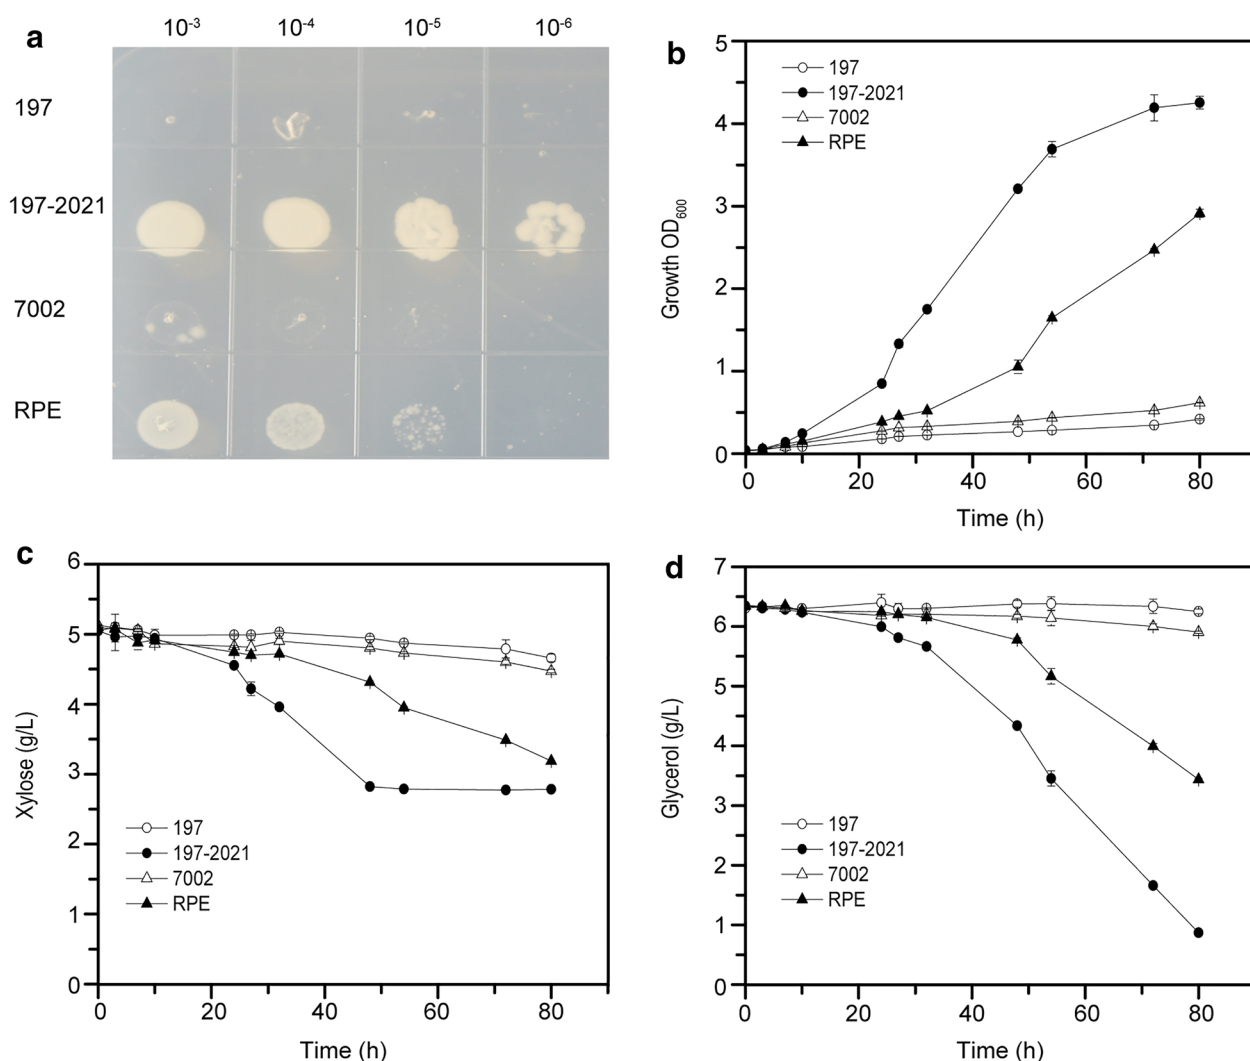 a
10-3 10-4 10-5 10-6
197
197-2021
7002
RPE
b
5
4
3
2
1
0
Growth OD600
197
197-2021
7002
RPE
0 20 40 60 80
Time (h)
c
6
5
4
3
2
1
0
Xylose (g/L)
197
197-2021
7002
RPE
0 20 40 60 80
Time (h)
d
7
6
5
4
3
2
1
0
Glycerol (g/L)
197
197-2021
7002
RPE
0 20 40 60 80
Time (h)